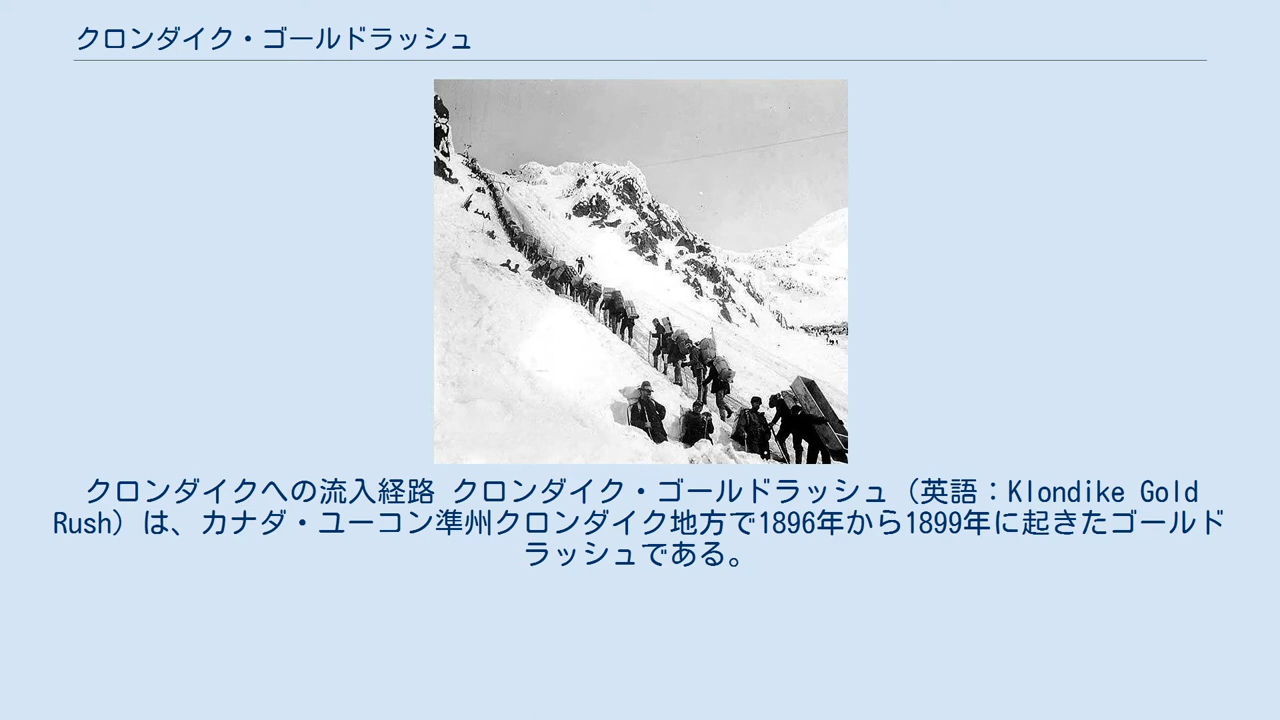 クロンダイク・ゴールドラッシュ
クロンダイクへの流入経路 クロンダイク・ゴールドラッシュ（英語：Klondike Gold
Rush）は、カナダ・ユーコン準州クロンダイク地方で1896年から1899年に起きたゴールド
ラッシュである。